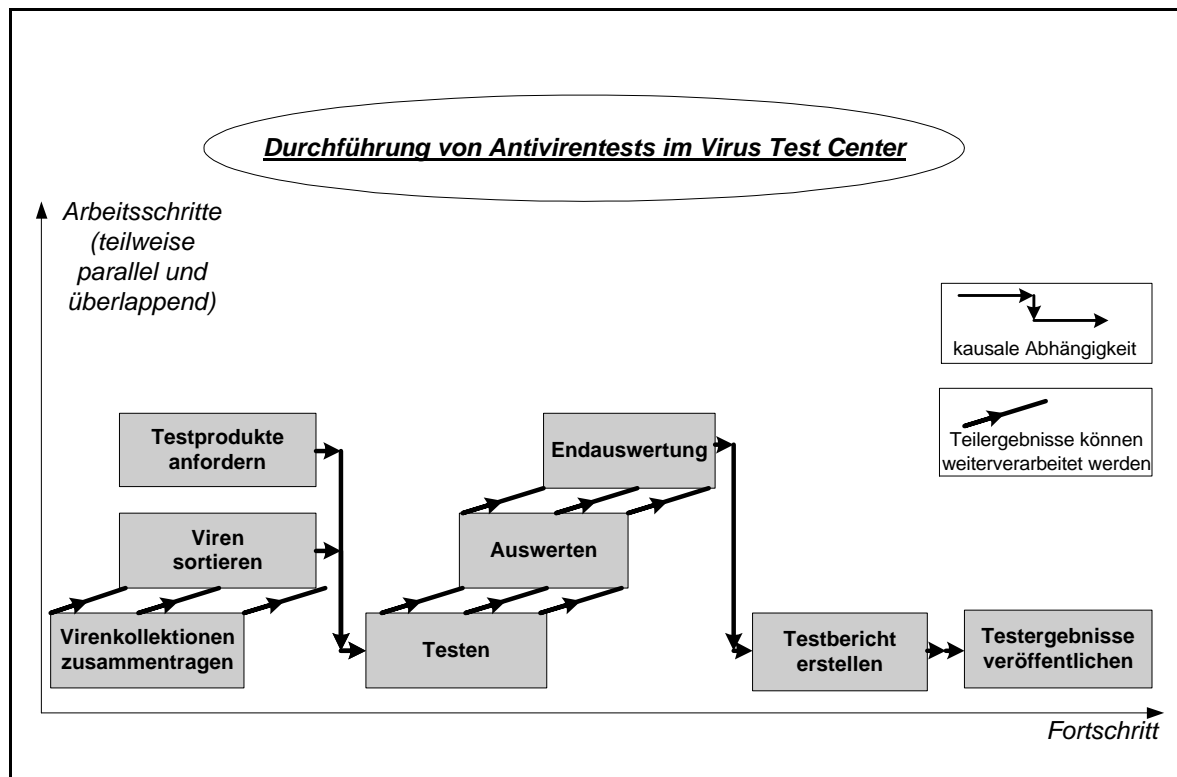 Durchführung von Antivirentests im Virus Test Center
Arbeitsschritte
(teilweise
parallel und
überlappend)
kausale Abhängigkeit
Teilergebnisse können
weiterverarbeitet werden
Testprodukte
anfordern
Endauswertung
Viren
sortieren
Auswerten
Virenkollektionen
zusammentragen
Testen
Testbericht
erstellen
Testergebnisse
veröffentlichen
Fortschritt